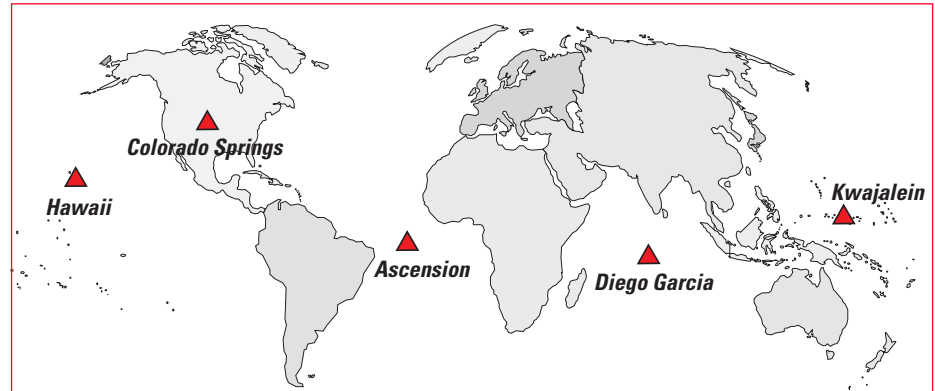 Colorado Springs
Hawaii
Kwajalein
Ascension
Diego Garcia